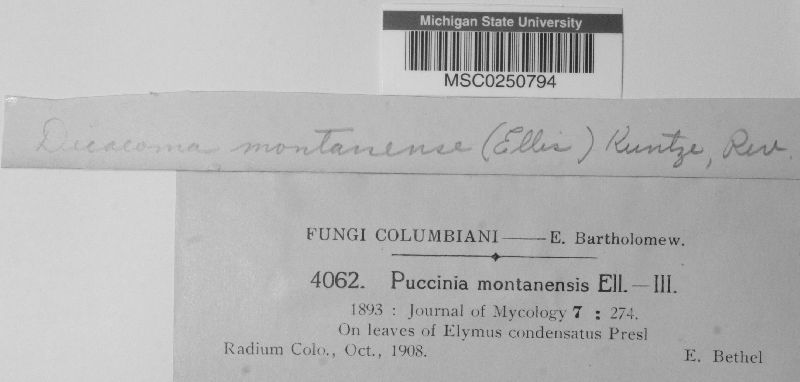 Michigan State University
MSC0250794
Dicaeoma montanense (Ellis) Kuntze, Rev.
FUNGI COLUMBIANI — E. Bartholomew.
4062. Puccinia montanensis Ell. — III.
1893 : Journal of Mycology 7 : 274.
On leaves of Elymus condensatus Presl
Radium Colo., Oct., 1908. E. Bethel